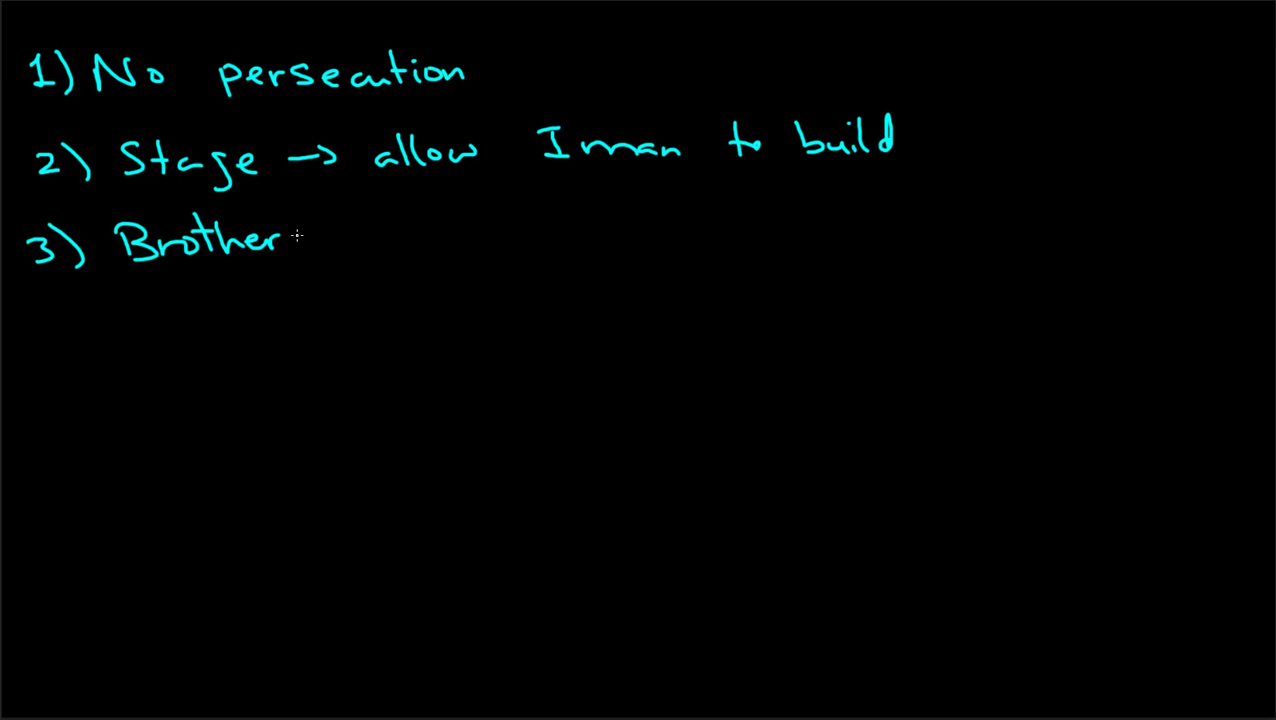 1) No persecution
2) Stage → allow Iman to build
3) Brother